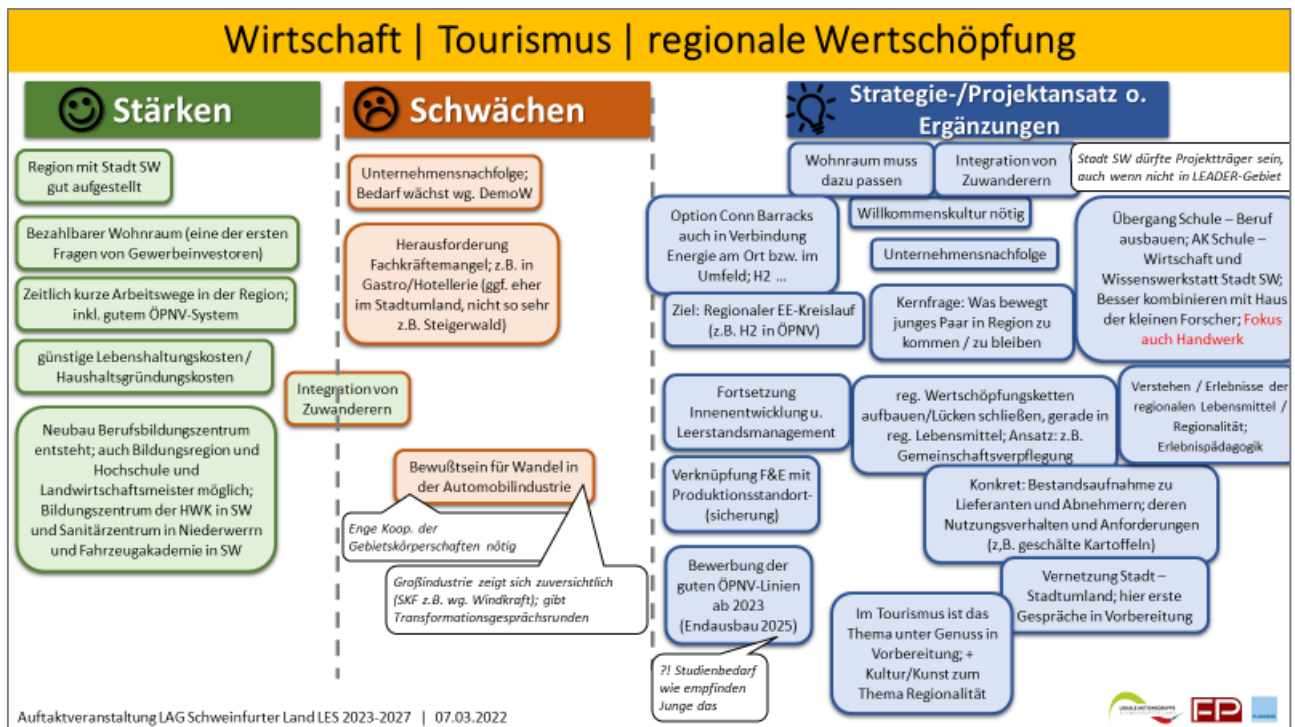 Wirtschaft | Tourismus | regionale Wertschöpfung
Stärken
Region mit Stadt SW
gut aufgestellt
Bezahlbarer Wohnraum (eine der ersten
Fragen von Gewerbeinvestoren)
Zeitlich kurze Arbeitswege in der Region;
inkl. gutem ÖPNV-System
günstige Lebenshaltungskosten /
Haushaltsgründungskosten
Integration von
Zuwanderern
Neubau Berufsbildungszentrum
entsteht; auch Bildungsregion und
Hochschule und
Landwirtschaftsmeister möglich;
Bildungszentrum der HWK in SW
und Sanitärzentrum in Niederwerrn
und Fahrzeugakademie in SW
Schwächen
Unternehmensnachfolge;
Bedarf wächst wg. DemoW
Herausforderung
Fachkräftemangel; z.B. in
Gastro/Hotellerie (ggf. eher
im Stadtumland, nicht so sehr
z.B. Steigerwald)
Bewußtsein für Wandel in
der Automobilindustrie
Enge Koop. der
Gebietskörperschaften nötig
Großindustrie zeigt sich zuversichtlich
(SKF z.B. wg. Windkraft); gibt
Transformationsgesprächsrunden
Strategie-/Projektansatz o.
Ergänzungen
Wohnraum muss
dazu passen
Integration von
Zuwanderern
Stadt SW dürfte Projektträger sein,
auch wenn nicht in LEADER-Gebiet
Option Conn Barracks
auch in Verbindung
Energie am Ort bzw. im
Umfeld; H2 ...
Willkommenskultur nötig
Unternehmensnachfolge
Übergang Schule – Beruf
ausbauen; AK Schule –
Wirtschaft und
Wissenswerkstatt Stadt SW;
Besser kombinieren mit Haus
der kleinen Forscher; Fokus
auch Handwerk
Ziel: Regionaler EE-Kreislauf
(z.B. H2 in ÖPNV)
Kernfrage: Was bewegt
junges Paar in Region zu
kommen / zu bleiben
Fortsetzung
Innenentwicklung u.
Leerstandsmanagement
reg. Wertschöpfungsketten
aufbauen/Lücken schließen, gerade in
reg. Lebensmittel; Ansatz: z.B.
Gemeinschaftsverpflegung
Verstehen / Erlebnisse der
regionalen Lebensmittel /
Regionalität;
Erlebnispädagogik
Verknüpfung F&E mit
Produktionsstandort-
(sicherung)
Konkret: Bestandsaufnahme zu
Lieferanten und Abnehmern; deren
Nutzungsverhalten und Anforderungen
(z,B. geschälte Kartoffeln)
Bewerbung der
guten ÖPNV-Linien
ab 2023
(Endausbau 2025)
Vernetzung Stadt –
Stadtumland; hier erste
Gespräche in Vorbereitung
Im Tourismus ist das
Thema unter Genuss in
Vorbereitung; +
Kultur/Kunst zum
Thema Regionalität
?! Studienbedarf
wie empfinden
Junge das
Auftaktveranstaltung LAG Schweinfurter Land LES 2023-2027 | 07.03.2022